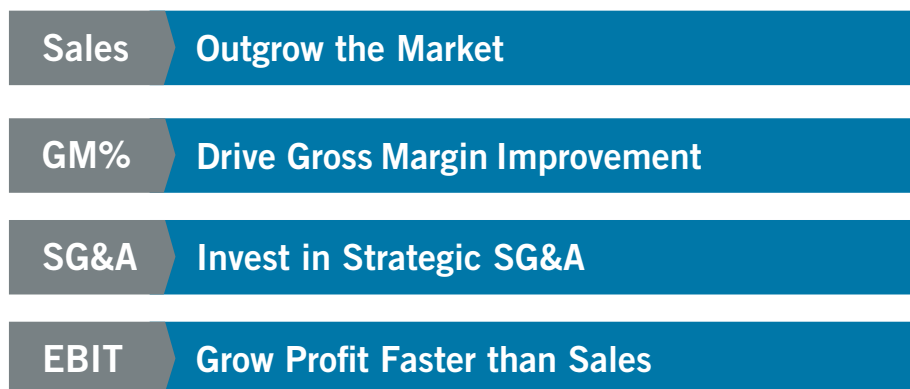 Sales Outgrow the Market
GM% Drive Gross Margin Improvement
SG&A Invest in Strategic SG&A
EBIT Grow Profit Faster than Sales